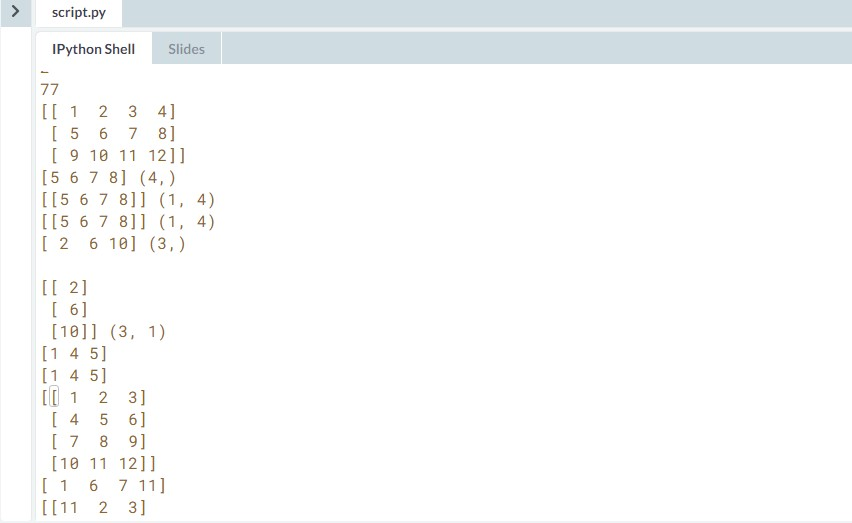 script.py
IPython Shell Slides
77
[[ 1  2  3  4]
 [ 5  6  7  8]
 [ 9 10 11 12]]
[5 6 7 8] (4,)
[[5 6 7 8]] (1, 4)
[[5 6 7 8]] (1, 4)
[ 2  6 10] (3,)
[[ 2]
 [ 6]
 [10]] (3, 1)
[1 4 5]
[1 4 5]
[[ 1  2  3]
 [ 4  5  6]
 [ 7  8  9]
 [10 11 12]]
[ 1  6  7 11]
[[11  2  3]